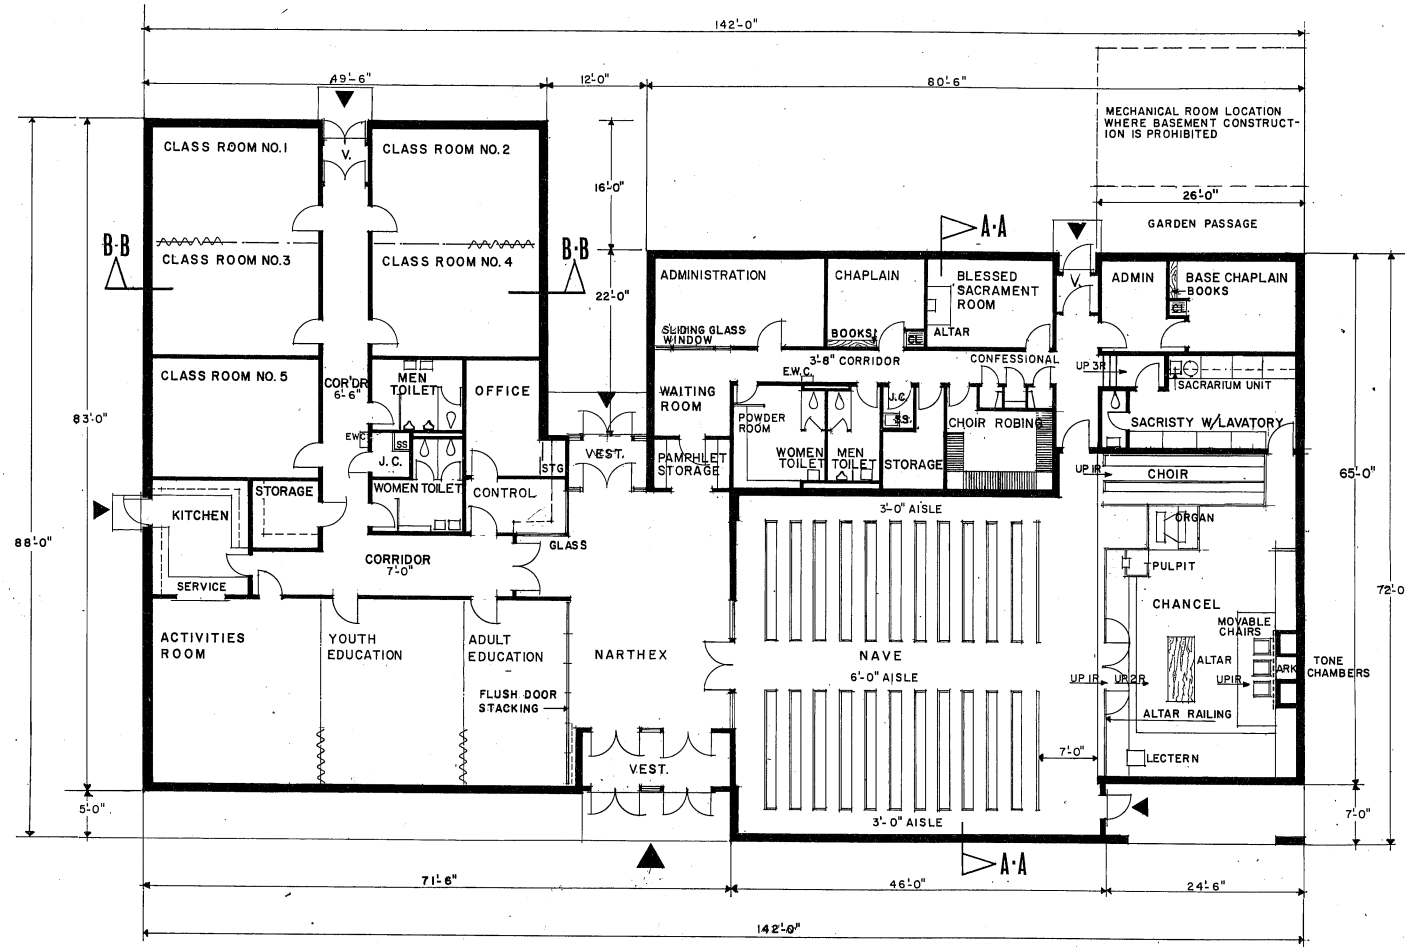 142'-0"
49'-6"
12'-0"
80'-6"
MECHANICAL ROOM LOCATION
WHERE BASEMENT CONSTRUCT-
ION IS PROHIBITED
26'-0"
GARDEN PASSAGE
16'-0"
22'-0"
CLASS ROOM NO. 1
V.
CLASS ROOM NO. 2
B-B
CLASS ROOM NO. 3
CLASS ROOM NO. 4
B-B
A-A
ADMINISTRATION
SLIDING GLASS
WINDOW
CHAPLAIN
BOOKS
CL
BLESSED
SACRAMENT
ROOM
ALTAR
V.
ADMIN
BASE CHAPLAIN
BOOKS
CL
3'-8" CORRIDOR
CONFESSIONAL
UP 3R
SACRARIUM UNIT
SACRISTY W/LAVATORY
CLASS ROOM NO. 5
COR'DR
6'-6"
MEN
TOILET
OFFICE
EWC
SS
J.C.
WOMEN TOILET
CONTROL
STG
VEST.
GLASS
WAITING
ROOM
E.W.C.
POWDER
ROOM
WOMEN
TOILET
MEN
TOILET
J.C.
S.S.
STORAGE
CHOIR ROBING
PAMPHLET
STORAGE
UP 1R
CHOIR
83'-0"
88'-0"
65'-0"
72'-0
KITCHEN
STORAGE
SERVICE
CORRIDOR
7'-0"
3'-0" AISLE
ORGAN
PULPIT
CHANCEL
MOVABLE
CHAIRS
ALTAR
ARK
TONE
CHAMBERS
ACTIVITIES
ROOM
YOUTH
EDUCATION
ADULT
EDUCATION
FLUSH DOOR
STACKING
NARTHEX
NAVE
6'-0" AISLE
UP 1R
UP 2R
UP 1R
ALTAR RAILING
7'-0"
LECTERN
VEST.
3'-0" AISLE
5'-0"
7'-0"
A-A
71'-6"
46'-0"
24'-6"
142'-0"